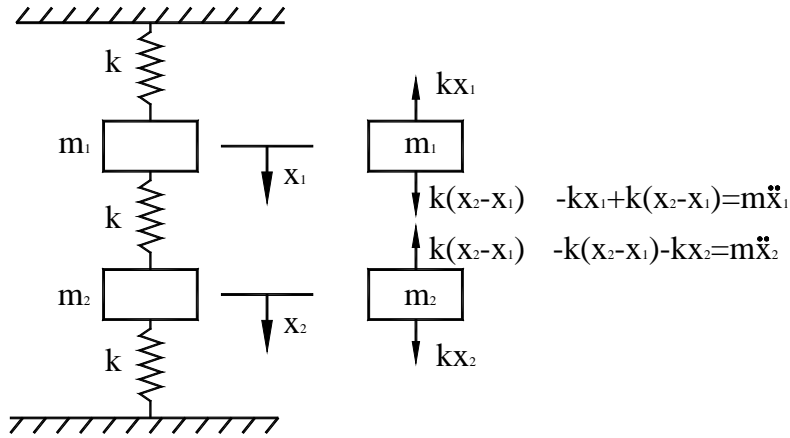 k
kx₁
m₁
m₁
x₁
k(x₂-x₁) -kx₁+k(x₂-x₁)=mẍ₁
k
k(x₂-x₁) -k(x₂-x₁)-kx₂=mẍ₂
m₂
m₂
x₂
kx₂
k